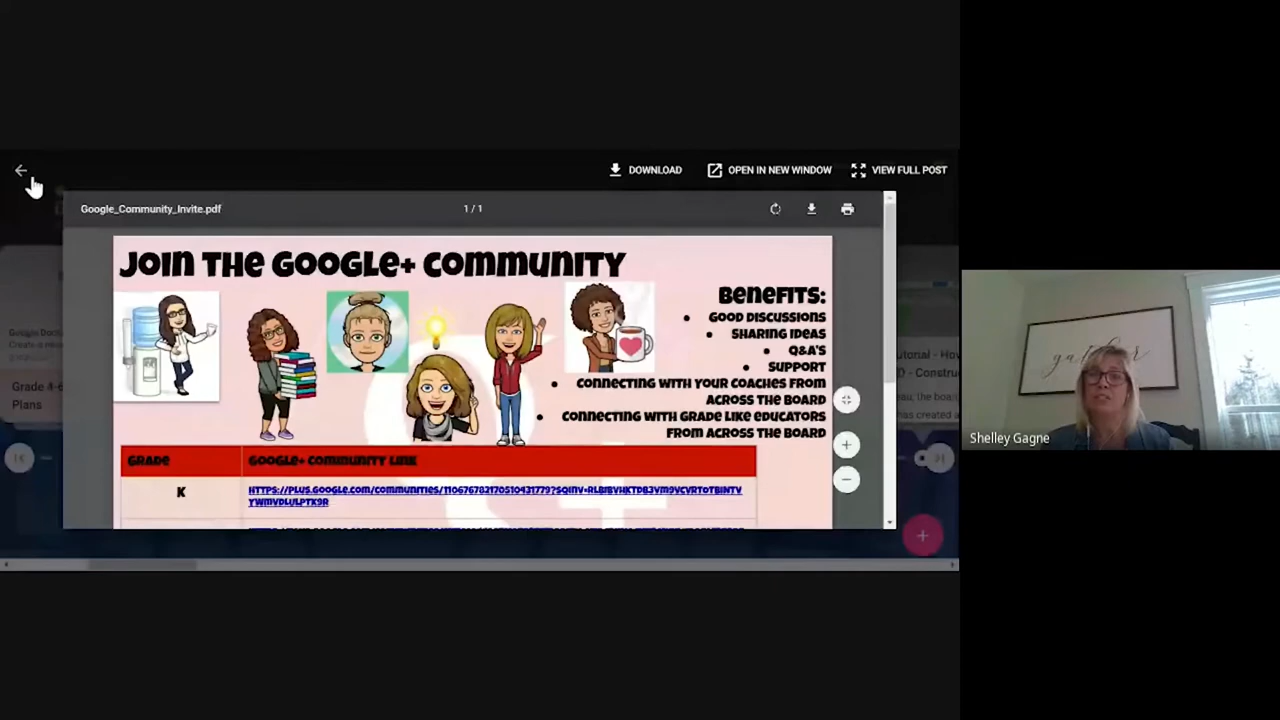 DOWNLOAD
OPEN IN NEW WINDOW
VIEW FULL POST
Google_Community_Invite.pdf
1 / 1
JOIN THE GOOGLE+ COMMUNITY
BENEFITS:
• GOOD DISCUSSIONS
• SHARING IDEAS
• Q&A'S
• SUPPORT
• CONNECTING WITH YOUR COACHES FROM
ACROSS THE BOARD
• CONNECTING WITH GRADE LIKE EDUCATORS
FROM ACROSS THE BOARD
GRADE
GOOGLE+ COMMUNITY LINK
K
Grade 4-6
Plans
gather
Shelley Gagne